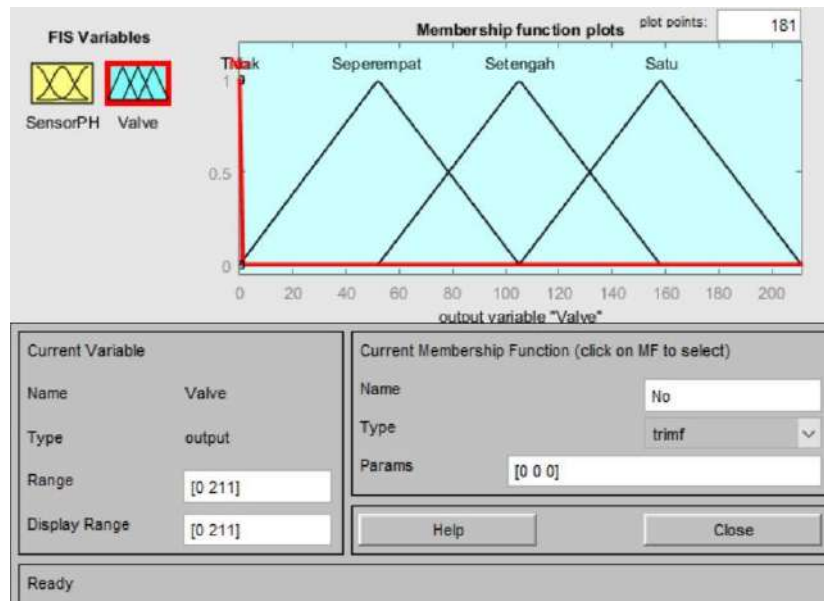 FIS Variables
SensorPH
Valve
Membership function plots
plot points:
181
Seperempat
Setengah
Satu
1
0.5
0
0 20 40 60 80 100 120 140 160 180 200
output variable "Valve"
Current Variable
Name Valve
Type output
Range [0 211]
Display Range [0 211]
Current Membership Function (click on MF to select)
Name No
Type trimf
Params [0 0 0]
Help
Close
Ready